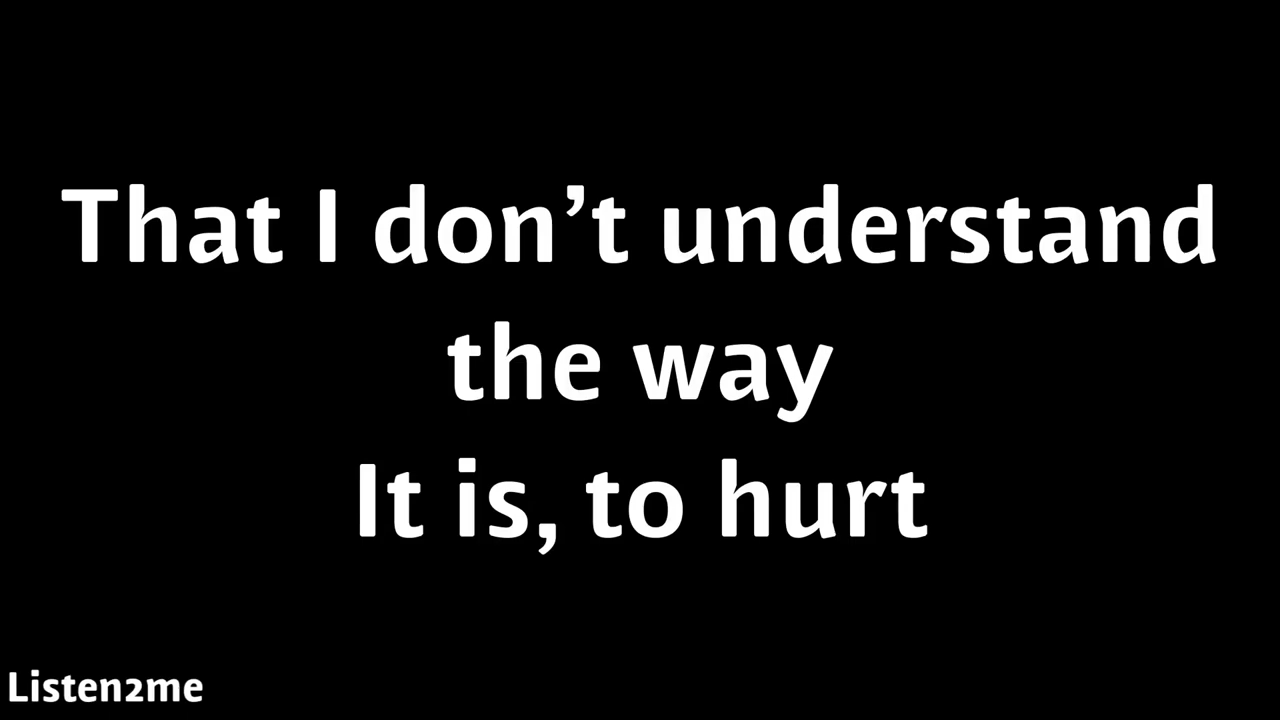 That I don’t understand
the way
It is, to hurt
Listen2me